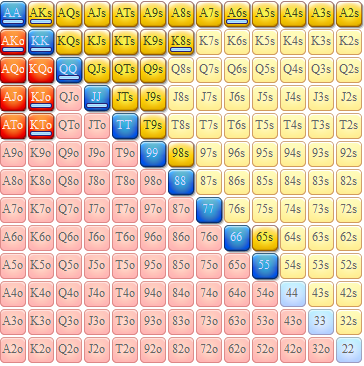 AA AKs AQs AJs ATs A9s A8s A7s A6s A5s A4s A3s A2s
AKo KK KQs KJs KTs K9s K8s K7s K6s K5s K4s K3s K2s
AQo KQo QQ QJs QTs Q9s Q8s Q7s Q6s Q5s Q4s Q3s Q2s
AJo KJo QJo JJ JTs J9s J8s J7s J6s J5s J4s J3s J2s
ATo KTo QTo JTo TT T9s T8s T7s T6s T5s T4s T3s T2s
A9o K9o Q9o J9o T9o 99 98s 97s 96s 95s 94s 93s 92s
A8o K8o Q8o J8o T8o 98o 88 87s 86s 85s 84s 83s 82s
A7o K7o Q7o J7o T7o 97o 87o 77 76s 75s 74s 73s 72s
A6o K6o Q6o J6o T6o 96o 86o 76o 66 65s 64s 63s 62s
A5o K5o Q5o J5o T5o 95o 85o 75o 65o 55 54s 53s 52s
A4o K4o Q4o J4o T4o 94o 84o 74o 64o 54o 44 43s 42s
A3o K3o Q3o J3o T3o 93o 83o 73o 63o 53o 43o 33 32s
A2o K2o Q2o J2o T2o 92o 82o 72o 62o 52o 42o 32o 22